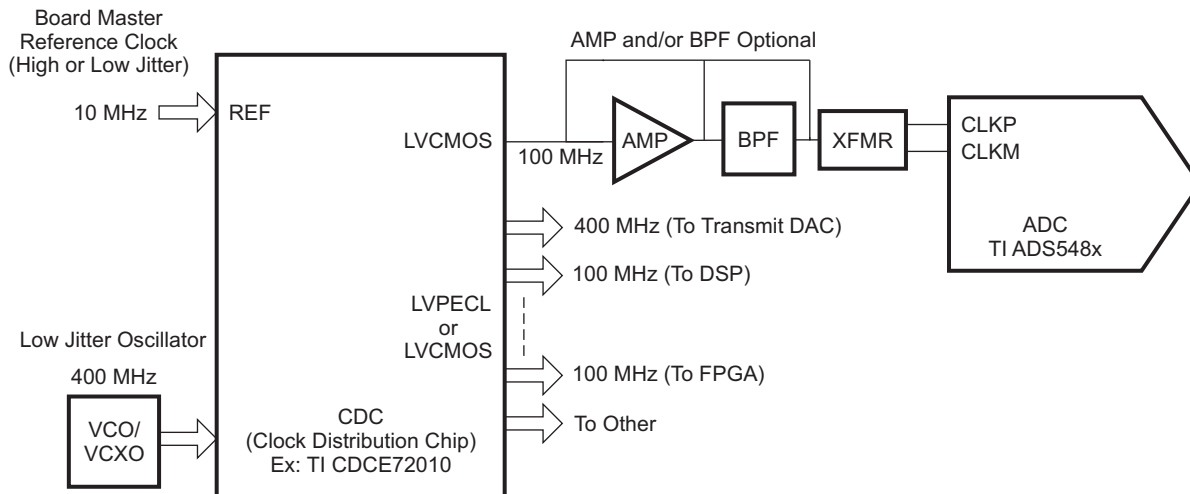 Board Master
Reference Clock
(High or Low Jitter)
10 MHz
REF
LVCMOS
100 MHz
AMP and/or BPF Optional
AMP
BPF
XFMR
CLKP
CLKM
ADC
TI ADS548x
400 MHz (To Transmit DAC)
100 MHz (To DSP)
LVPECL
or
LVCMOS
100 MHz (To FPGA)
To Other
Low Jitter Oscillator
400 MHz
VCO/
VCXO
CDC
(Clock Distribution Chip)
Ex: TI CDCE72010